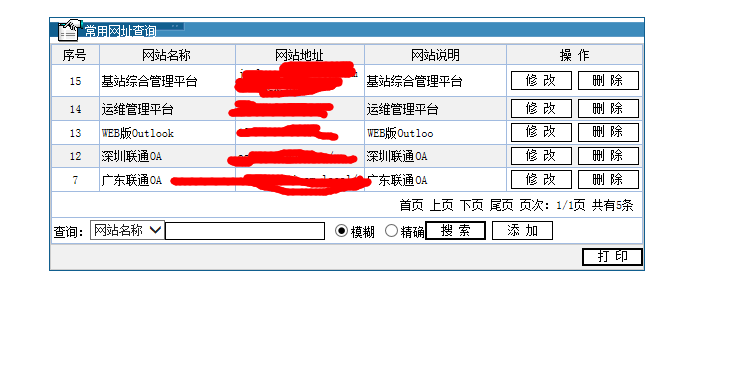 常用网址查询
序号 网站名称 网站地址 网站说明 操 作
15 基站综合管理平台 基站综合管理平台 修 改 删 除
14 运维管理平台 运维管理平台 修 改 删 除
13 WEB版Outlook WEB版Outloo 修 改 删 除
12 深圳联通OA 深圳联通OA 修 改 删 除
7 广东联通OA 广东联通OA 修 改 删 除
首页 上页 下页 尾页 页次：1/1页 共有5条
查询： 网站名称 模糊 精确 搜 索 添 加
打 印